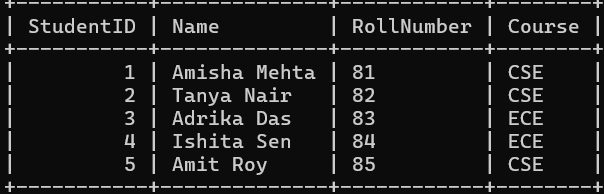 | StudentID | Name         | RollNumber | Course |
|         1 | Amisha Mehta | 81         | CSE    |
|         2 | Tanya Nair   | 82         | CSE    |
|         3 | Adrika Das   | 83         | ECE    |
|         4 | Ishita Sen   | 84         | ECE    |
|         5 | Amit Roy     | 85         | CSE    |